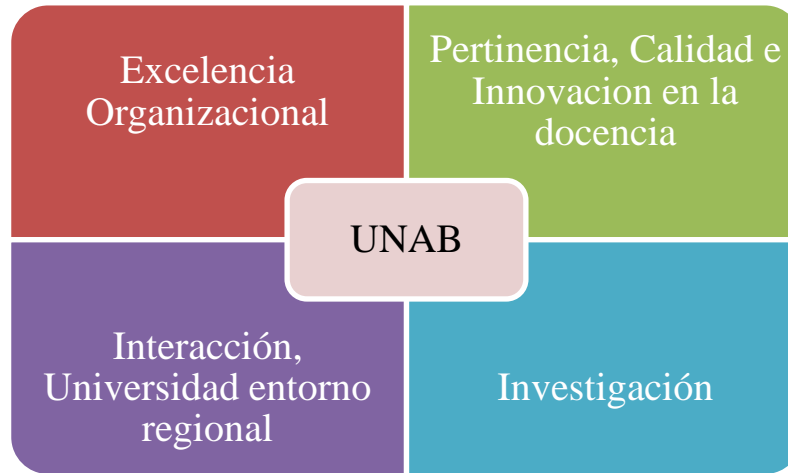 Excelencia
Organizacional
Pertinencia, Calidad e
Innovacion en la
docencia
UNAB
Interacción,
Universidad entorno
regional
Investigación